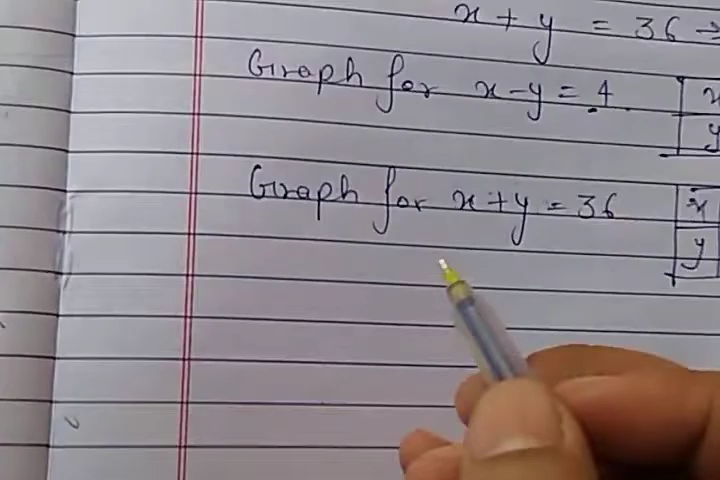 x + y = 36 →
Graph for x - y = 4
x
y
Graph for x + y = 36
x
y